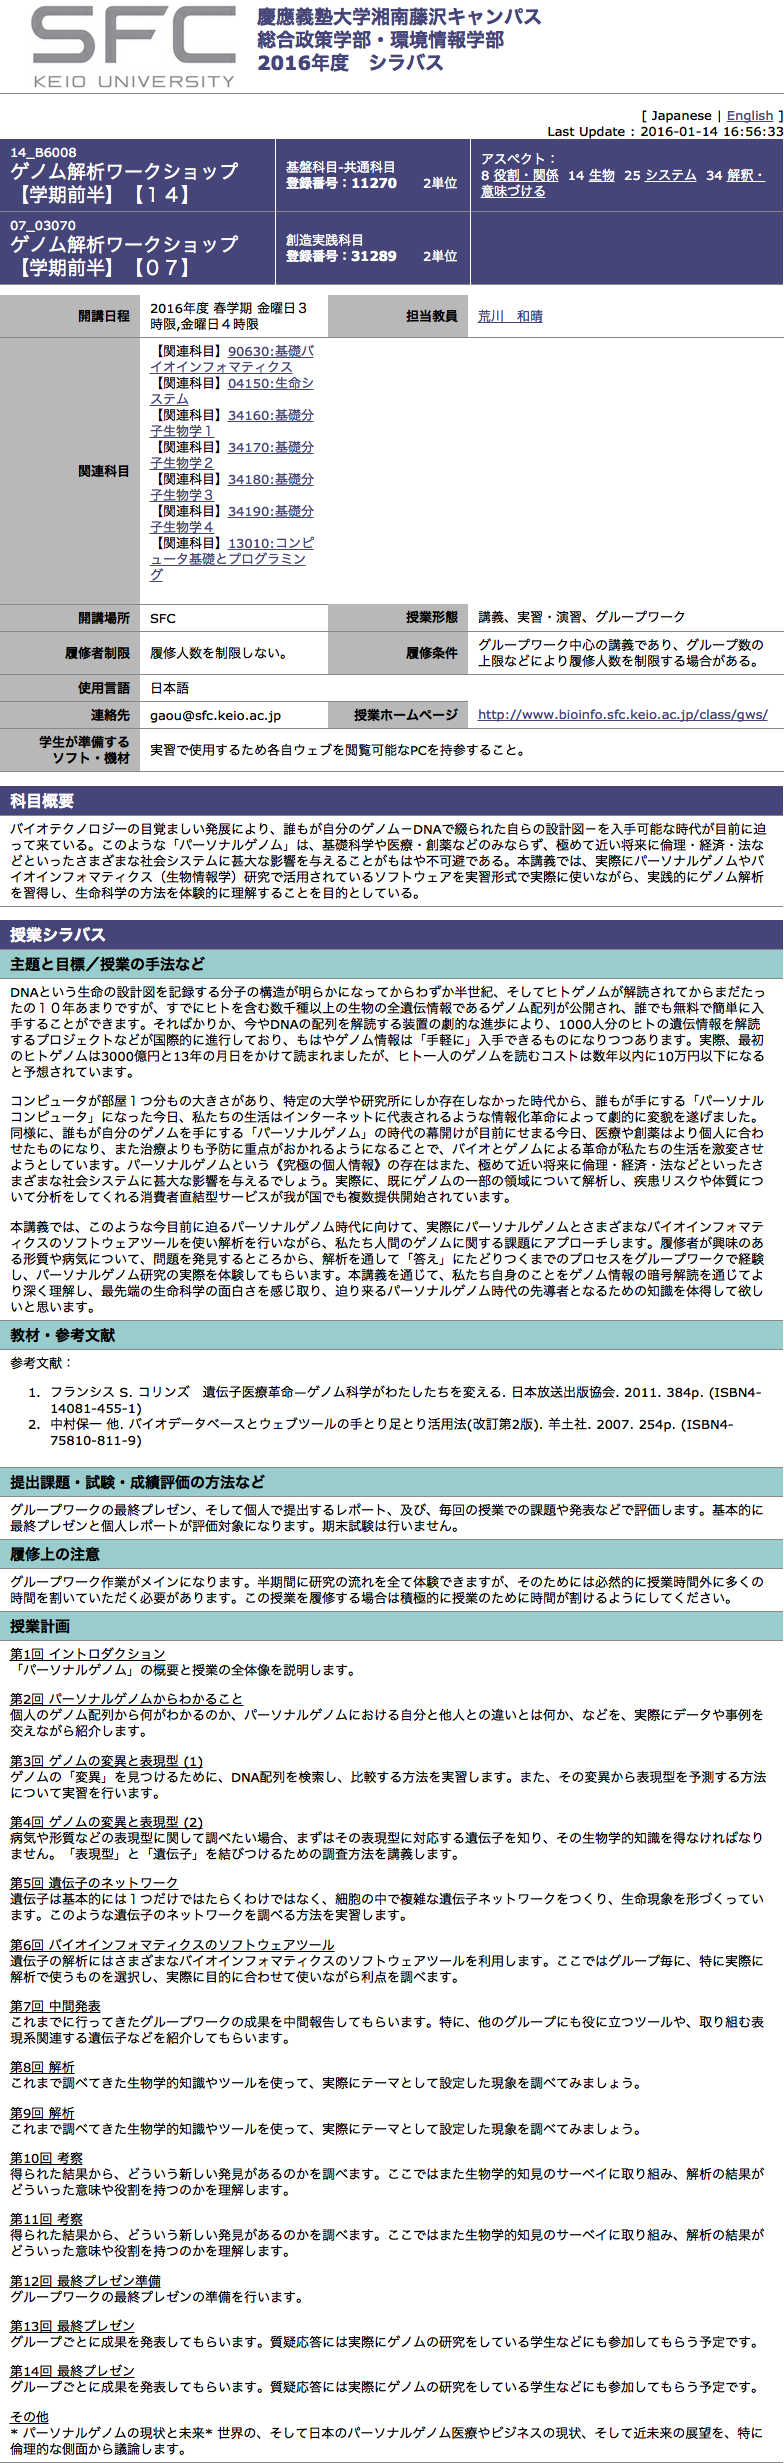 SFC
KEIO UNIVERSITY
慶應義塾大学湘南藤沢キャンパス
総合政策学部・環境情報学部
2016年度　シラバス
[ Japanese | English ]
Last Update : 2016-01-14 16:56:33
14_B6008
ゲノム解析ワークショップ
【学期前半】【１４】
基盤科目-共通科目
登録番号：11270　2単位
アスペクト：
8 役割・関係 14 生物 25 システム 34 解釈・
意味づける
07_03070
ゲノム解析ワークショップ
【学期前半】【０７】
創造実践科目
登録番号：31289　2単位
開講日程
2016年度 春学期 金曜日３
時限,金曜日４時限
担当教員
荒川　和晴
関連科目
【関連科目】90630:基礎バ
イオインフォマティクス
【関連科目】04150:生命シ
ステム
【関連科目】34160:基礎分
子生物学１
【関連科目】34170:基礎分
子生物学２
【関連科目】34180:基礎分
子生物学３
【関連科目】34190:基礎分
子生物学４
【関連科目】13010:コンピ
ュータ基礎とプログラミン
グ
開講場所
SFC
授業形態
講義、実習・演習、グループワーク
履修者制限
履修人数を制限しない。
履修条件
グループワーク中心の講義であり、グループ数の
上限などにより履修人数を制限する場合がある。
使用言語
日本語
連絡先
gaou@sfc.keio.ac.jp
授業ホームページ
http://www.bioinfo.sfc.keio.ac.jp/class/gws/
学生が準備する
ソフト・機材
実習で使用するため各自ウェブを閲覧可能なPCを持参すること。
科目概要
バイオテクノロジーの目覚ましい発展により、誰もが自分のゲノム－DNAで綴られた自らの設計図－を入手可能な時代が目前に迫
って来ている。このような「パーソナルゲノム」は、基礎科学や医療・創薬などのみならず、極めて近い将来に倫理・経済・法な
どといったさまざまな社会システムに甚大な影響を与えることがもはや不可避である。本講義では、実際にパーソナルゲノムやバ
イオインフォマティクス（生物情報学）研究で活用されているソフトウェアを実習形式で実際に使いながら、実践的にゲノム解析
を習得し、生命科学の方法を体験的に理解することを目的としている。
授業シラバス
主題と目標／授業の手法など
DNAという生命の設計図を記録する分子の構造が明らかになってからわずか半世紀、そしてヒトゲノムが解読されてからまだたっ
たの１０年あまりですが、すでにヒトを含む数千種以上の生物の全遺伝情報であるゲノム配列が公開され、誰でも無料で簡単に入
手することができます。そればかりか、今やDNAの配列を解読する装置の劇的な進歩により、1000人分のヒトの遺伝情報を解読
するプロジェクトなどが国際的に進行しており、もはやゲノム情報は「手軽に」入手できるものになりつつあります。実際、最初
のヒトゲノムは3000億円と13年の月日をかけて読まれましたが、ヒト一人のゲノムを読むコストは数年以内に10万円以下になる
と予想されています。
コンピュータが部屋１つ分もの大きさがあり、特定の大学や研究所にしか存在しなかった時代から、誰もが手にする「パーソナル
コンピュータ」になった今日、私たちの生活はインターネットに代表されるような情報化革命によって劇的に変貌を遂げました。
同様に、誰もが自分のゲノムを手にする「パーソナルゲノム」の時代の幕開けが目前にせまる今日、医療や創薬はより個人に合わ
せたものになり、また治療よりも予防に重点がおかれるようになることで、バイオとゲノムによる革命が私たちの生活を激変させ
ようとしています。パーソナルゲノムという《究極の個人情報》の存在はまた、極めて近い将来に倫理・経済・法などといったさ
まざまな社会システムに甚大な影響を与えるでしょう。実際に、既にゲノムの一部の領域について解析し、疾患リスクや体質につ
いて分析をしてくれる消費者直結型サービスが我が国でも複数提供開始されています。
本講義では、このような今目前に迫るパーソナルゲノム時代に向けて、実際にパーソナルゲノムとさまざまなバイオインフォマテ
ィクスのソフトウェアツールを使い解析を行いながら、私たち人間のゲノムに関する課題にアプローチします。履修者が興味のあ
る形質や病気について、問題を発見するところから、解析を通して「答え」にたどりつくまでのプロセスをグループワークで経験
し、パーソナルゲノム研究の実際を体験してもらいます。本講義を通じて、私たち自身のことをゲノム情報の暗号解読を通じてよ
り深く理解し、最先端の生命科学の面白さを感じ取り、迫り来るパーソナルゲノム時代の先導者となるための知識を体得して欲し
いと思います。
教材・参考文献
参考文献：
1. フランシス S. コリンズ　遺伝子医療革命―ゲノム科学がわたしたちを変える. 日本放送出版協会. 2011. 384p. (ISBN4-
14081-455-1)
2. 中村保一 他. バイオデータベースとウェブツールの手とり足とり活用法(改訂第2版). 羊土社. 2007. 254p. (ISBN4-
75810-811-9)
提出課題・試験・成績評価の方法など
グループワークの最終プレゼン、そして個人で提出するレポート、及び、毎回の授業での課題や発表などで評価します。基本的に
最終プレゼンと個人レポートが評価対象になります。期末試験は行いません。
履修上の注意
グループワーク作業がメインになります。半期間に研究の流れを全て体験できますが、そのためには必然的に授業時間外に多くの
時間を割いていただく必要があります。この授業を履修する場合は積極的に授業のために時間が割けるようにしてください。
授業計画
第1回 イントロダクション
「パーソナルゲノム」の概要と授業の全体像を説明します。
第2回 パーソナルゲノムからわかること
個人のゲノム配列から何がわかるのか、パーソナルゲノムにおける自分と他人との違いとは何か、などを、実際にデータや事例を
交えながら紹介します。
第3回 ゲノムの変異と表現型 (1)
ゲノムの「変異」を見つけるために、DNA配列を検索し、比較する方法を実習します。また、その変異から表現型を予測する方法
について実習を行います。
第4回 ゲノムの変異と表現型 (2)
病気や形質などの表現型に関して調べたい場合、まずはその表現型に対応する遺伝子を知り、その生物学的知識を得なければなり
ません。「表現型」と「遺伝子」を結びつけるための調査方法を講義します。
第5回 遺伝子のネットワーク
遺伝子は基本的には１つだけではたらくわけではなく、細胞の中で複雑な遺伝子ネットワークをつくり、生命現象を形づくってい
ます。このような遺伝子のネットワークを調べる方法を実習します。
第6回 バイオインフォマティクスのソフトウェアツール
遺伝子の解析にはさまざまなバイオインフォマティクスのソフトウェアツールを利用します。ここではグループ毎に、特に実際に
解析で使うものを選択し、実際に目的に合わせて使いながら利点を調べます。
第7回 中間発表
これまでに行ってきたグループワークの成果を中間報告してもらいます。特に、他のグループにも役に立つツールや、取り組む表
現系関連する遺伝子などを紹介してもらいます。
第8回 解析
これまで調べてきた生物学的知識やツールを使って、実際にテーマとして設定した現象を調べてみましょう。
第9回 解析
これまで調べてきた生物学的知識やツールを使って、実際にテーマとして設定した現象を調べてみましょう。
第10回 考察
得られた結果から、どういう新しい発見があるのかを調べます。ここではまた生物学的知見のサーベイに取り組み、解析の結果が
どういった意味や役割を持つのかを理解します。
第11回 考察
得られた結果から、どういう新しい発見があるのかを調べます。ここではまた生物学的知見のサーベイに取り組み、解析の結果が
どういった意味や役割を持つのかを理解します。
第12回 最終プレゼン準備
グループワークの最終プレゼンの準備を行います。
第13回 最終プレゼン
グループごとに成果を発表してもらいます。質疑応答には実際にゲノムの研究をしている学生などにも参加してもらう予定です。
第14回 最終プレゼン
グループごとに成果を発表してもらいます。質疑応答には実際にゲノムの研究をしている学生などにも参加してもらう予定です。
その他
* パーソナルゲノムの現状と未来* 世界の、そして日本のパーソナルゲノム医療やビジネスの現状、そして近未来の展望を、特に
倫理的な側面から議論します。